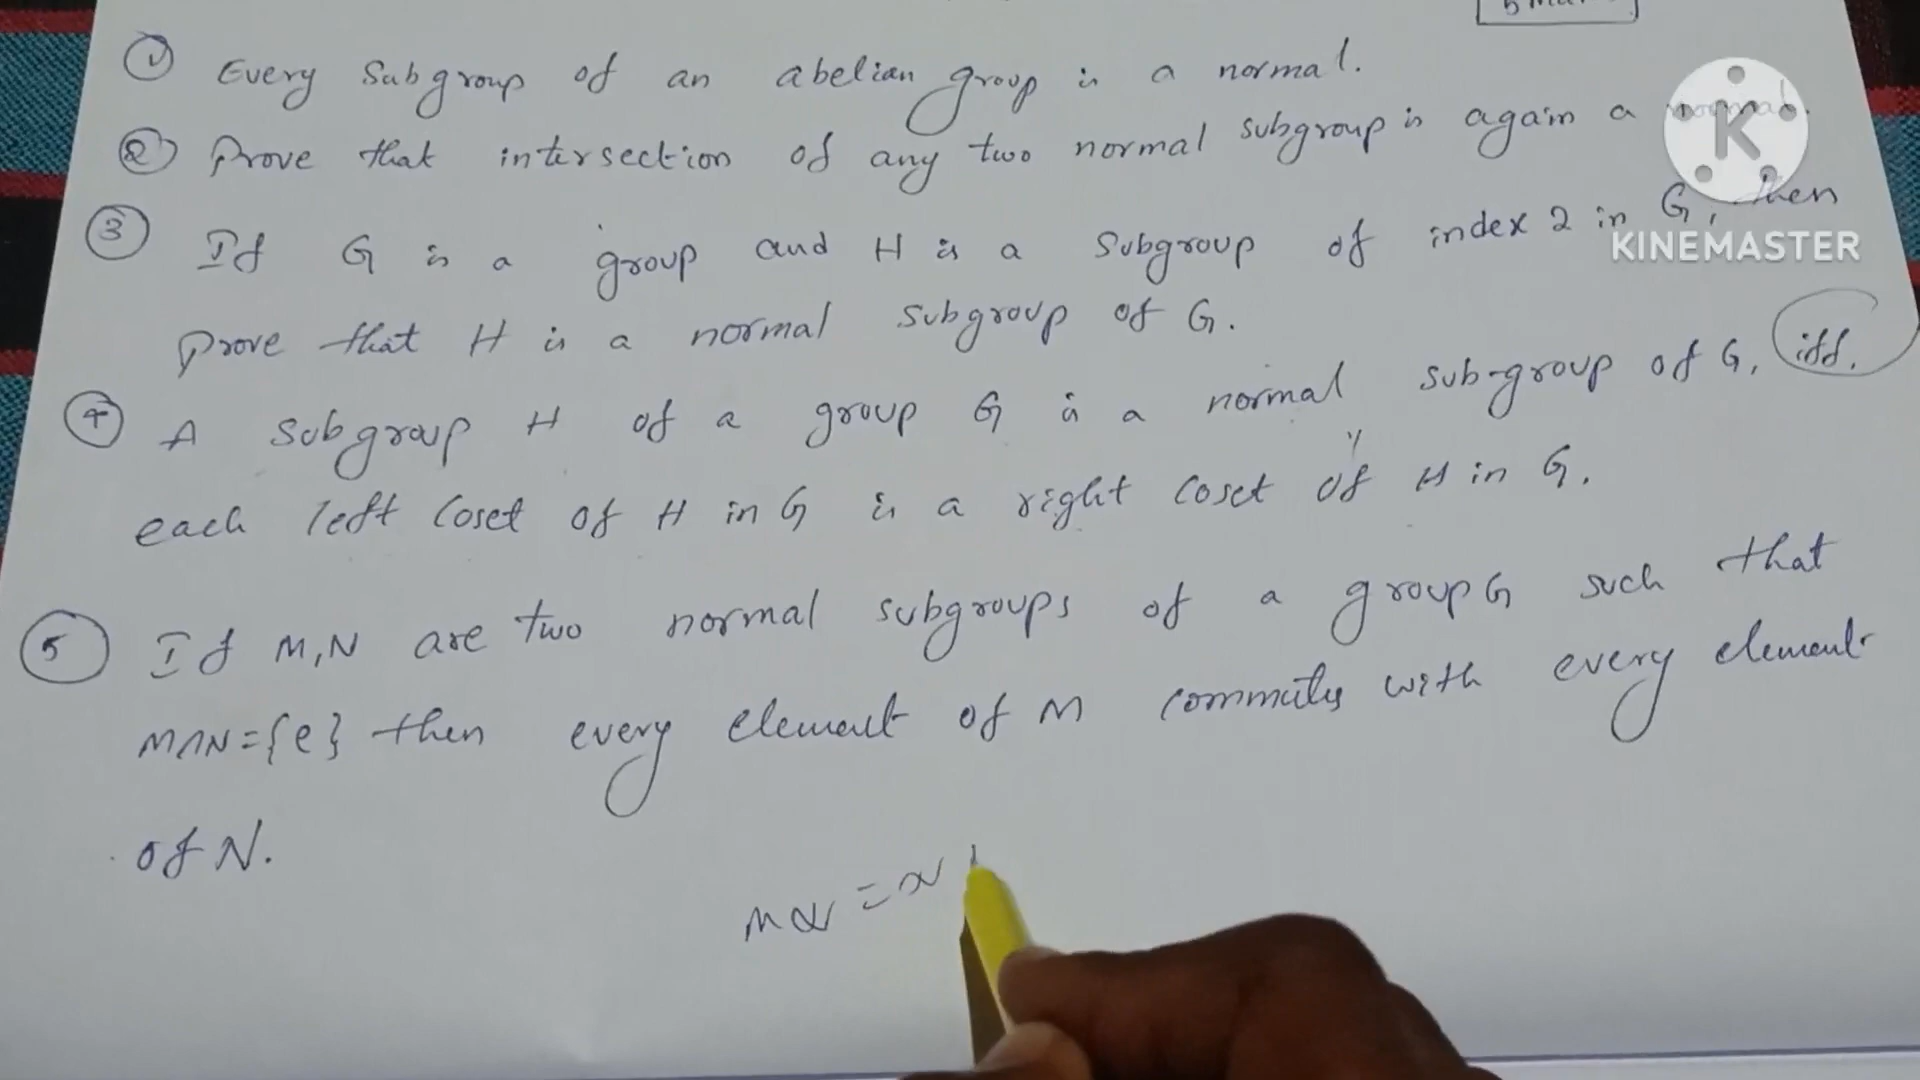 ① Every Subgroup of an abelian group is a normal.
② Prove that intersection of any two normal subgroup is again a normal.
③ If G is a group and H is a Subgroup of index 2 in G, then
Prove that H is a normal subgroup of G.
④ A subgroup H of a group G is a normal sub-group of G, iff.
each left Coset of H in G is a right Coset of H in G.
⑤ If M,N are two normal subgroups of a group G such that
M∩N={e} then every element of M commutes with every element
of N.
K
KINEMASTER